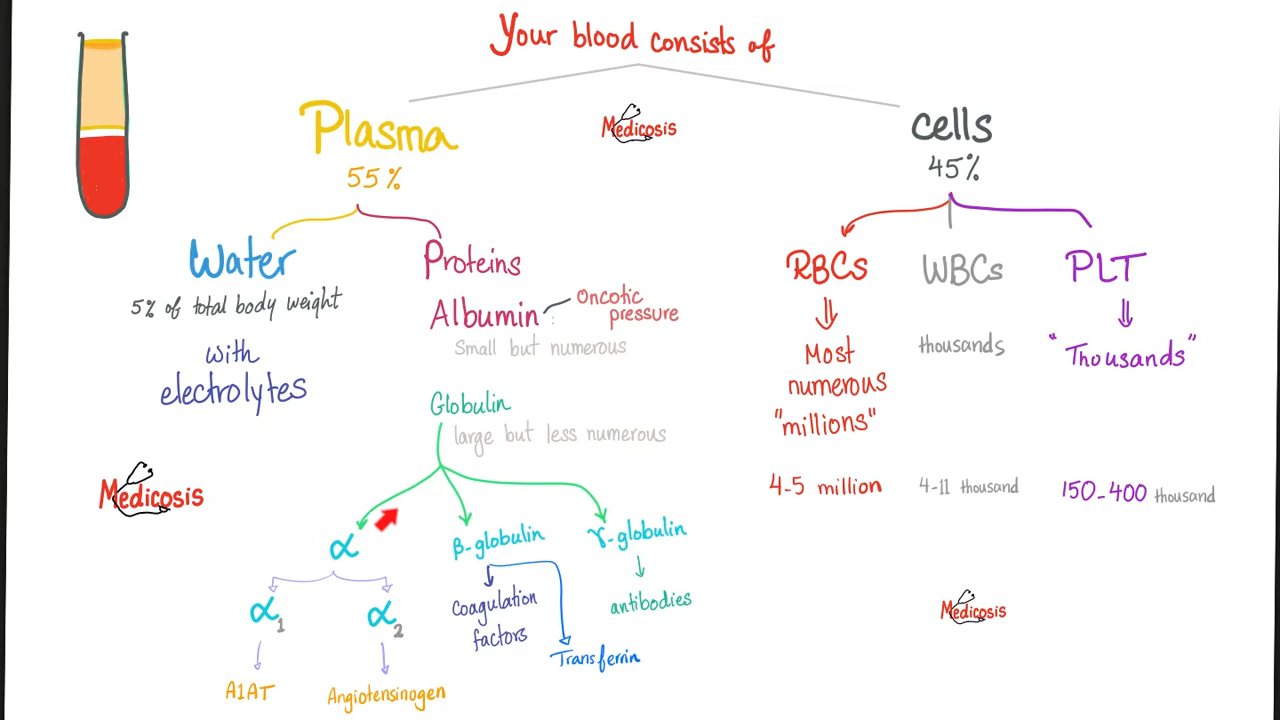 Your blood consists of
Plasma
55%
Medicosis
cells
45%
Water
5% of total body weight
with
electrolytes
Proteins
Albumin
Oncotic
pressure
Small but numerous
Globulin
large but less numerous
α
α1
A1AT
α2
Angiotensinogen
β-globulin
Coagulation
factors
Transferrin
γ-globulin
antibodies
RBCs
Most
numerous
"millions"
4-5 million
WBCs
thousands
4-11 thousand
PLT
"Thousands"
150-400 thousand
Medicosis
Medicosis